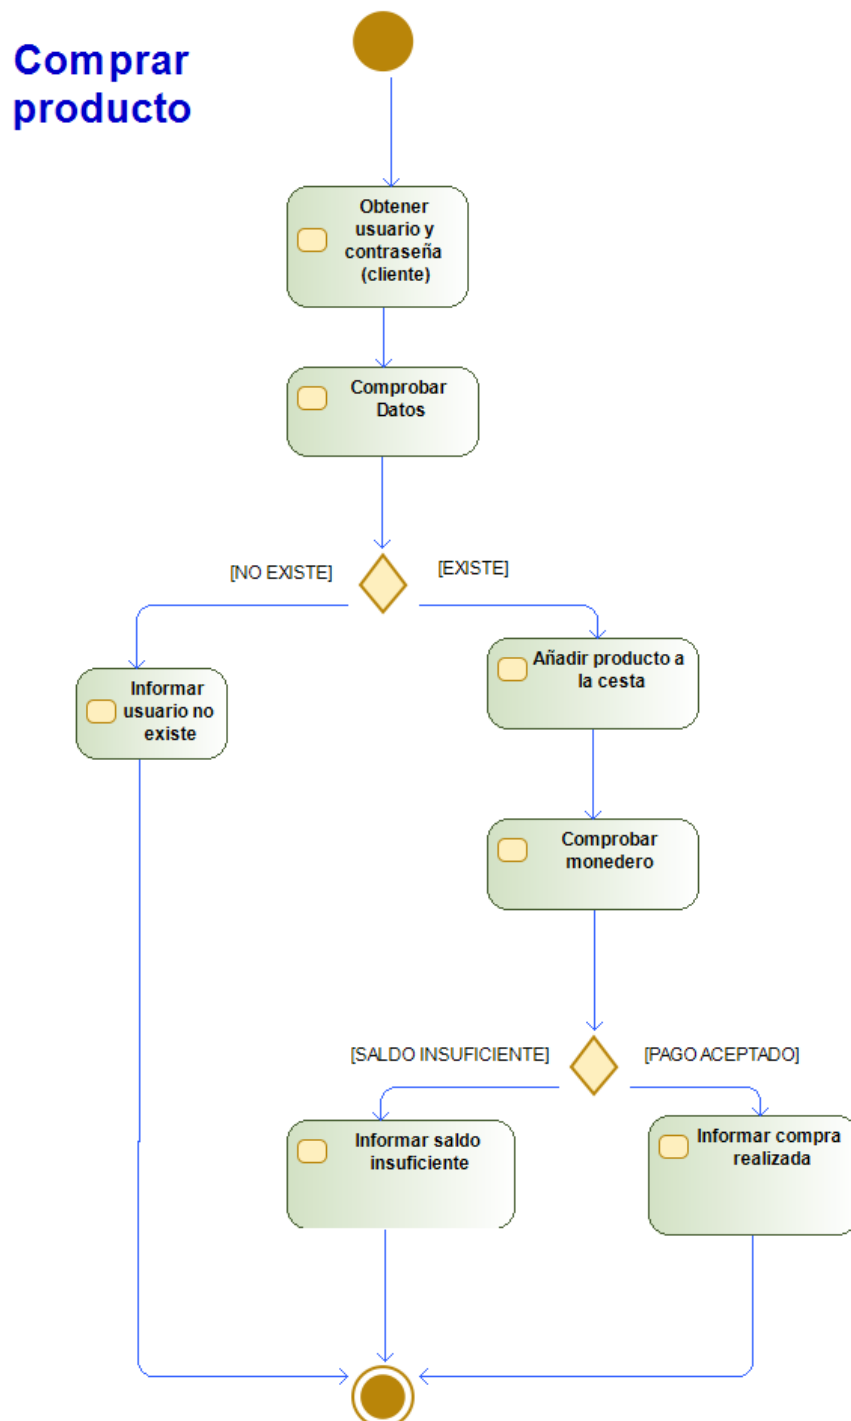 Comprar
producto
Obtener
usuario y
contraseña
(cliente)
Comprobar
Datos
[NO EXISTE]
[EXISTE]
Informar
usuario no
existe
Añadir producto a
la cesta
Comprobar
monedero
[SALDO INSUFICIENTE]
[PAGO ACEPTADO]
Informar saldo
insuficiente
Informar compra
realizada